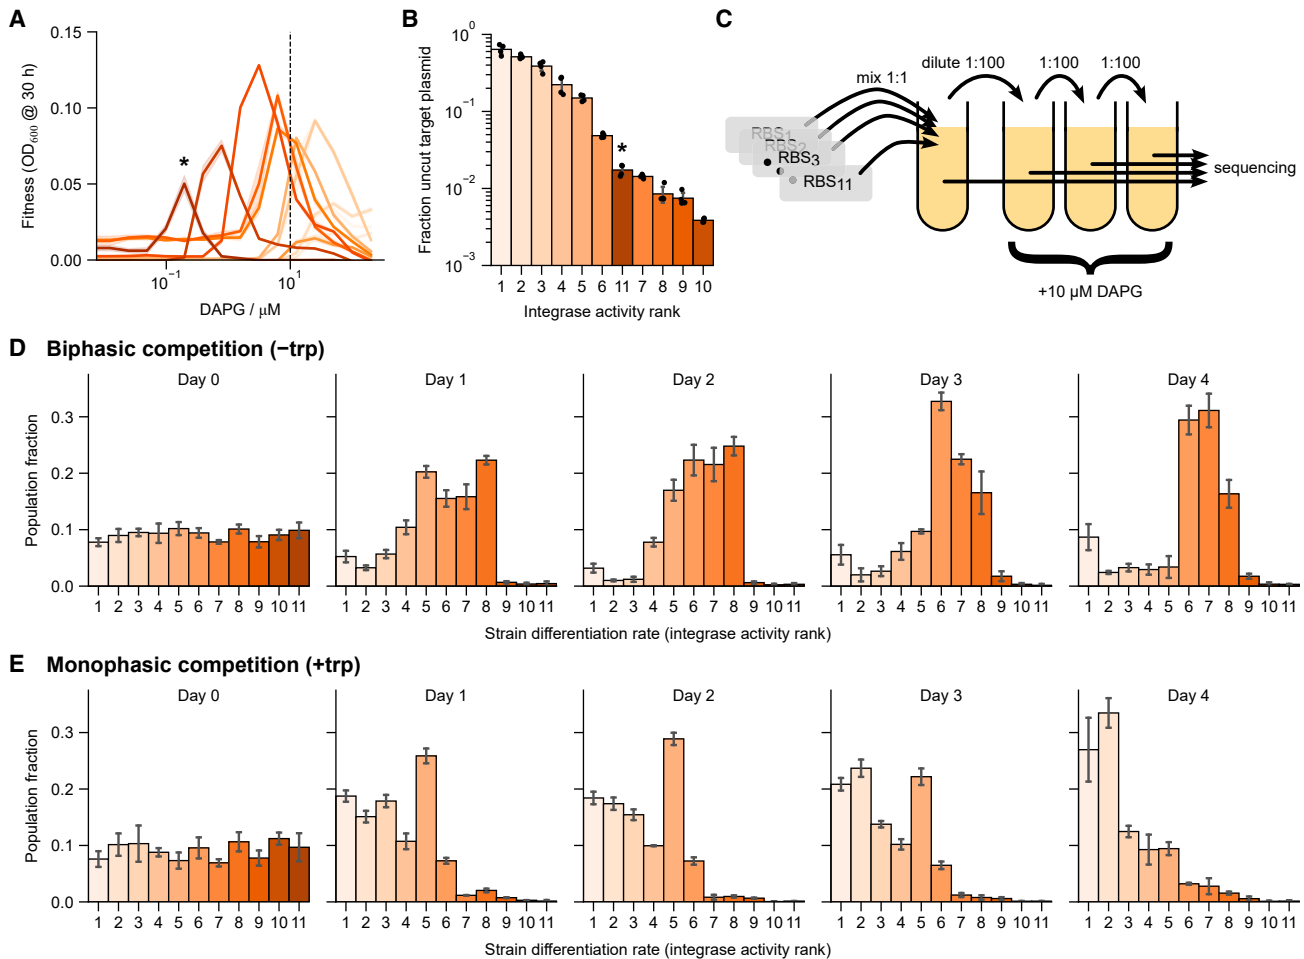 A
0.15
0.10
0.05
0.00
Fitness (OD600 @ 30 h)
*
10−1
101
DAPG / μM
B
100
10−1
10−2
10−3
Fraction uncut target plasmid
*
1 2 3 4 5 6 11 7 8 9 10
Integrase activity rank
C
mix 1:1
dilute 1:100
1:100
1:100
RBS1
RBS2
RBS3
RBS11
sequencing
+10 μM DAPG
D Biphasic competition (−trp)
Day 0
Day 1
Day 2
Day 3
Day 4
0.3
0.2
0.1
0.0
Population fraction
1 2 3 4 5 6 7 8 9 10 11
1 2 3 4 5 6 7 8 9 10 11
1 2 3 4 5 6 7 8 9 10 11
1 2 3 4 5 6 7 8 9 10 11
1 2 3 4 5 6 7 8 9 10 11
Strain differentiation rate (integrase activity rank)
E Monophasic competition (+trp)
Day 0
Day 1
Day 2
Day 3
Day 4
0.3
0.2
0.1
0.0
Population fraction
1 2 3 4 5 6 7 8 9 10 11
1 2 3 4 5 6 7 8 9 10 11
1 2 3 4 5 6 7 8 9 10 11
1 2 3 4 5 6 7 8 9 10 11
1 2 3 4 5 6 7 8 9 10 11
Strain differentiation rate (integrase activity rank)